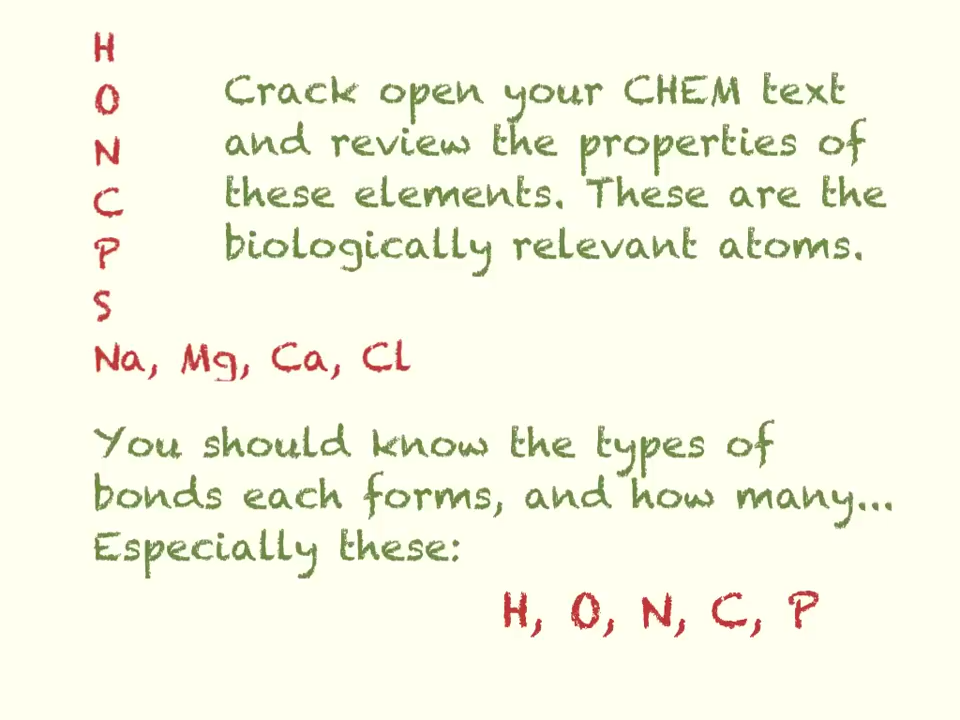 H
O
N
C
P
S
Na, Mg, Ca, Cl
Crack open your CHEM text
and review the properties of
these elements. These are the
biologically relevant atoms.
You should know the types of
bonds each forms, and how many...
Especially these:
H, O, N, C, P